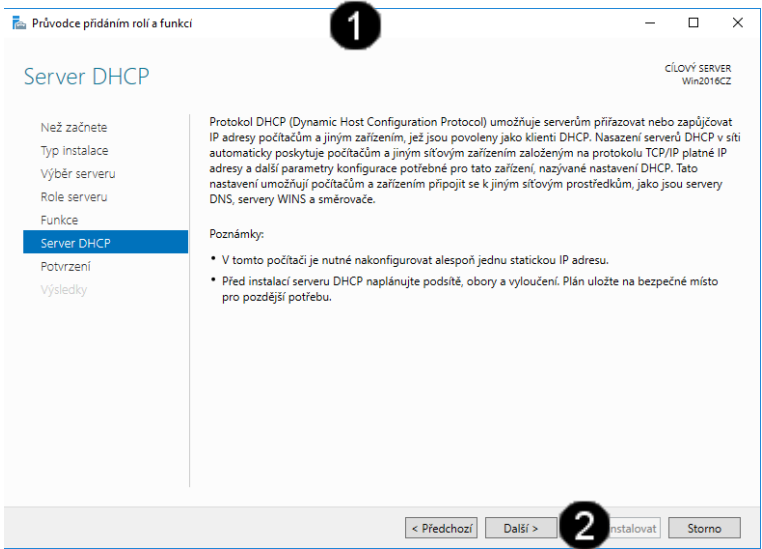 Průvodce přidáním rolí a funkcí
1
Server DHCP
CÍLOVÝ SERVER
Win2016CZ
Než začnete
Typ instalace
Výběr serveru
Role serveru
Funkce
Server DHCP
Potvrzení
Výsledky
Protokol DHCP (Dynamic Host Configuration Protocol) umožňuje serverům přiřazovat nebo zapůjčovat
IP adresy počítačům a jiným zařízením, jež jsou povoleny jako klienti DHCP. Nasazení serverů DHCP v síti
automaticky poskytuje počítačům a jiným síťovým zařízením založeným na protokolu TCP/IP platné IP
adresy a další parametry konfigurace potřebné pro tato zařízení, nazývané nastavení DHCP. Tato
nastavení umožňují počítačům a zařízením připojit se k jiným síťovým prostředkům, jako jsou servery
DNS, servery WINS a směrovače.
Poznámky:
• V tomto počítači je nutné nakonfigurovat alespoň jednu statickou IP adresu.
• Před instalací serveru DHCP naplánujte podsítě, obory a vyloučení. Plán uložte na bezpečné místo
pro pozdější potřebu.
< Předchozí
Další >
2
nstalovat
Storno